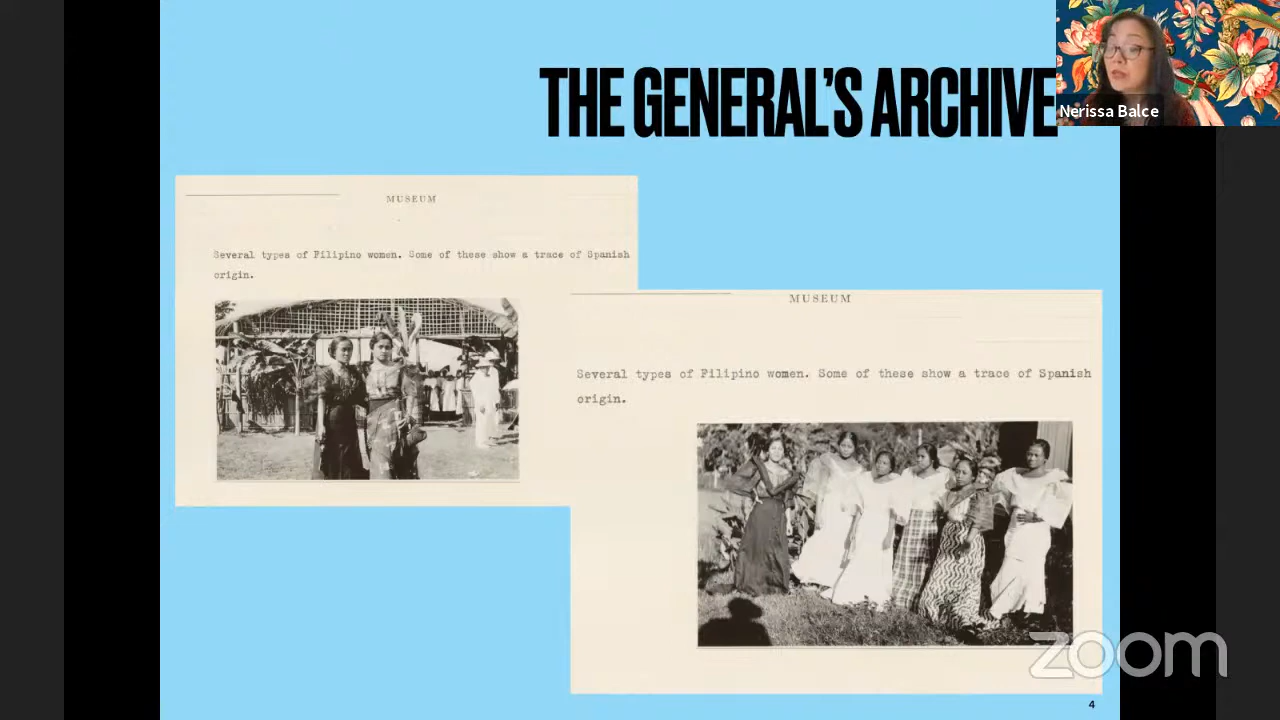 THE GENERAL'S ARCHIVE
Nerissa Balce
MUSEUM
Several types of Filipino women. Some of these show a trace of Spanish
origin.
MUSEUM
Several types of Filipino women. Some of these show a trace of Spanish
origin.
zoom
4